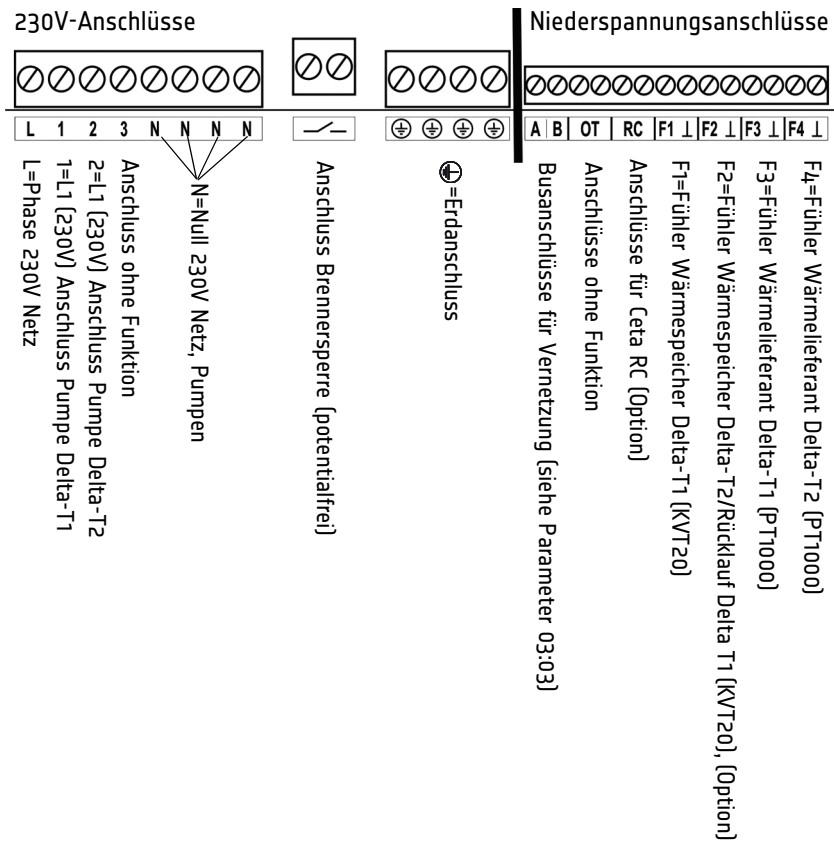 230V-Anschlüsse
Niederspannungsanschlüsse
L 1 2 3 N N N N
A B OT RC F1 ⊥ F2 ⊥ F3 ⊥ F4 ⊥
L=Phase 230V Netz
1=L1 (230V) Anschluss Pumpe Delta-T1
2=L1 (230V) Anschluss Pumpe Delta-T2
Anschluss ohne Funktion
N=Null 230V Netz, Pumpen
Anschluss Brennersperre (potentialfrei)
⏚=Erdanschluss
Busanschlüsse für Vernetzung (siehe Parameter 03:03)
Anschlüsse ohne Funktion
Anschlüsse für Ceta RC (Option)
F1=Fühler Wärmespeicher Delta-T1 (KVT20)
F2=Fühler Wärmespeicher Delta-T2/Rücklauf Delta T1 (KVT20), (Option)
F3=Fühler Wärmelieferant Delta-T1 (PT1000)
F4=Fühler Wärmelieferant Delta-T2 (PT1000)